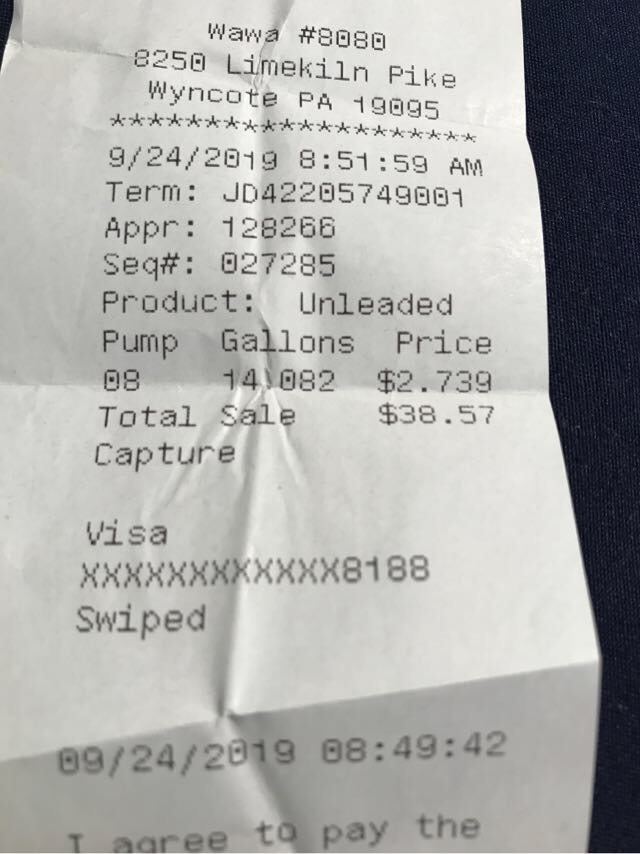 Wawa #8080
8250 Limekiln Pike
Wyncote PA 19095
********************
9/24/2019 8:51:59 AM
Term: JD42205749001
Appr: 128266
Seq#: 027285
Product: Unleaded
Pump Gallons Price
08 14.082 $2.739
Total Sale $38.57
Capture
Visa
XXXXXXXXXXXX8188
Swiped
09/24/2019 08:49:42
I agree to pay the